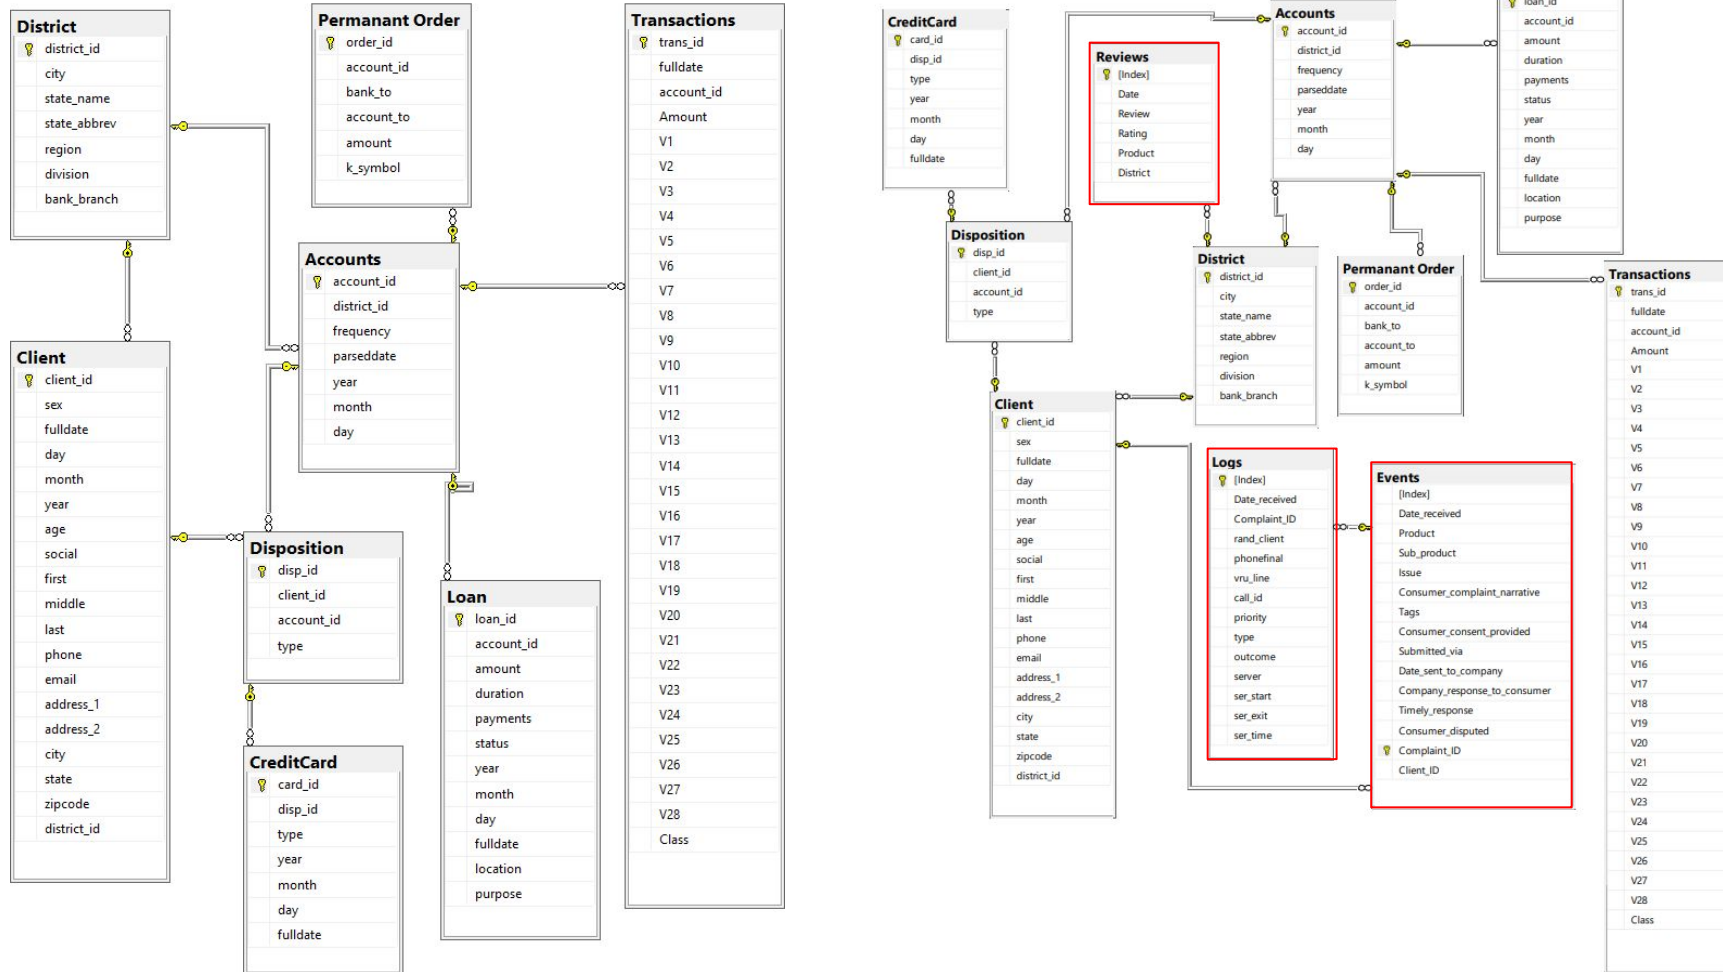 District
district_id
city
state_name
state_abbrev
region
division
bank_branch
Permanant Order
order_id
account_id
bank_to
account_to
amount
k_symbol
Transactions
trans_id
fulldate
account_id
Amount
V1
V2
V3
V4
V5
V6
V7
V8
V9
V10
V11
V12
V13
V14
V15
V16
V17
V18
V19
V20
V21
V22
V23
V24
V25
V26
V27
V28
Class
Accounts
account_id
district_id
frequency
parseddate
year
month
day
Client
client_id
sex
fulldate
day
month
year
age
social
first
middle
last
phone
email
address_1
address_2
city
state
zipcode
district_id
Disposition
disp_id
client_id
account_id
type
Loan
loan_id
account_id
amount
duration
payments
status
year
month
day
fulldate
location
purpose
CreditCard
card_id
disp_id
type
year
month
day
fulldate
CreditCard
card_id
disp_id
type
year
month
day
fulldate
Reviews
[Index]
Date
Review
Rating
Product
District
Accounts
account_id
district_id
frequency
parseddate
year
month
day
loan_id
account_id
amount
duration
payments
status
year
month
day
fulldate
location
purpose
Disposition
disp_id
client_id
account_id
type
District
district_id
city
state_name
state_abbrev
region
division
bank_branch
Permanant Order
order_id
account_id
bank_to
account_to
amount
k_symbol
Transactions
trans_id
fulldate
account_id
Amount
V1
V2
V3
V4
V5
V6
V7
V8
V9
V10
V11
V12
V13
V14
V15
V16
V17
V18
V19
V20
V21
V22
V23
V24
V25
V26
V27
V28
Class
Client
client_id
sex
fulldate
day
month
year
age
social
first
middle
last
phone
email
address_1
address_2
city
state
zipcode
district_id
Logs
[Index]
Date_received
Complaint_ID
rand_client
phonefinal
vru_line
call_id
priority
type
outcome
server
ser_start
ser_exit
ser_time
Events
[Index]
Date_received
Product
Sub_product
Issue
Consumer_complaint_narrative
Tags
Consumer_consent_provided
Submitted_via
Date_sent_to_company
Company_response_to_consumer
Timely_response
Consumer_disputed
Complaint_ID
Client_ID